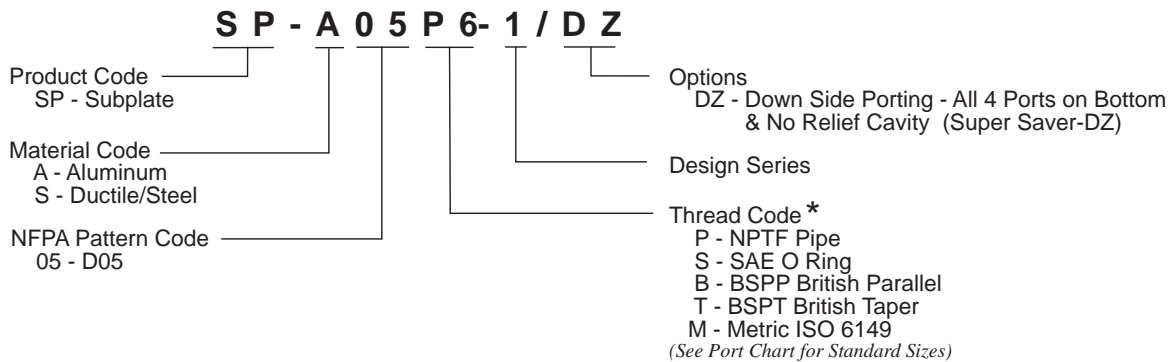 SP-A05P6-1/DZ
Product Code
SP - Subplate
Material Code
A - Aluminum
S - Ductile/Steel
NFPA Pattern Code
05 - D05
Options
DZ - Down Side Porting - All 4 Ports on Bottom
& No Relief Cavity (Super Saver-DZ)
Design Series
Thread Code *
P - NPTF Pipe
S - SAE O Ring
B - BSPP British Parallel
T - BSPT British Taper
M - Metric ISO 6149
(See Port Chart for Standard Sizes)